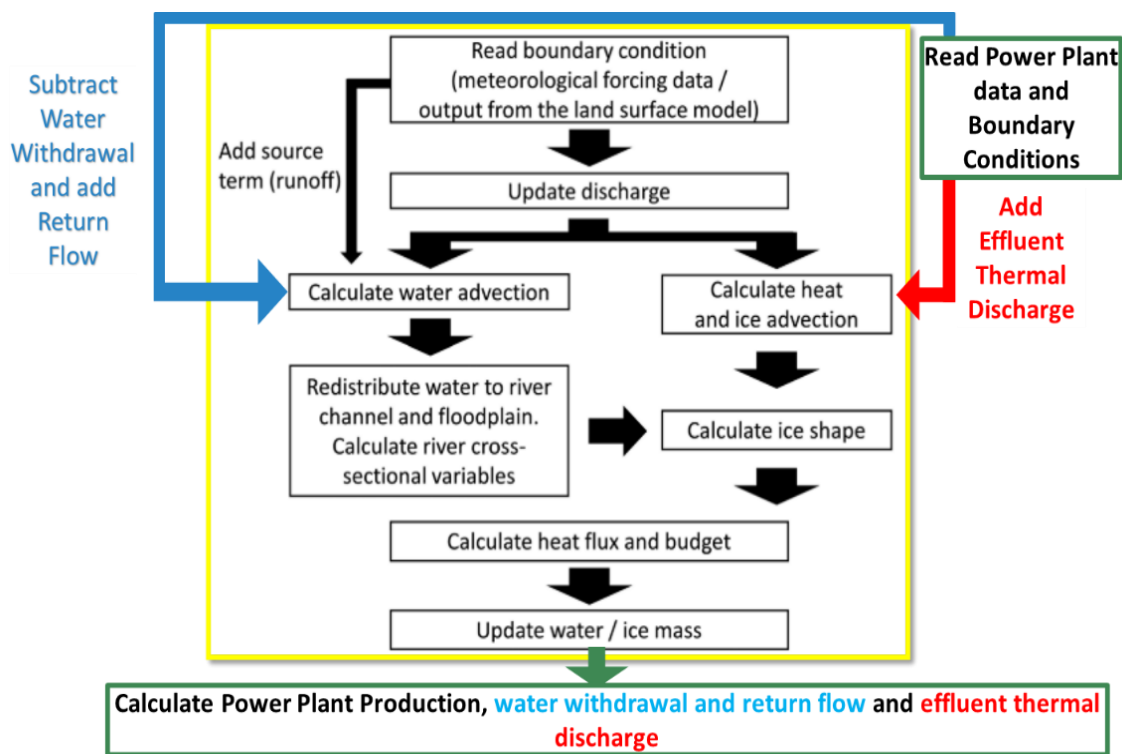 Read boundary condition
(meteorological forcing data /
output from the land surface model)
Read Power Plant
data and
Boundary
Conditions
Subtract
Water
Withdrawal
and add
Return
Flow
Add source
term (runoff)
Update discharge
Add
Effluent
Thermal
Discharge
Calculate water advection
Calculate heat
and ice advection
Redistribute water to river
channel and floodplain.
Calculate river cross-
sectional variables
Calculate ice shape
Calculate heat flux and budget
Update water / ice mass
Calculate Power Plant Production, water withdrawal and return flow and effluent thermal
discharge